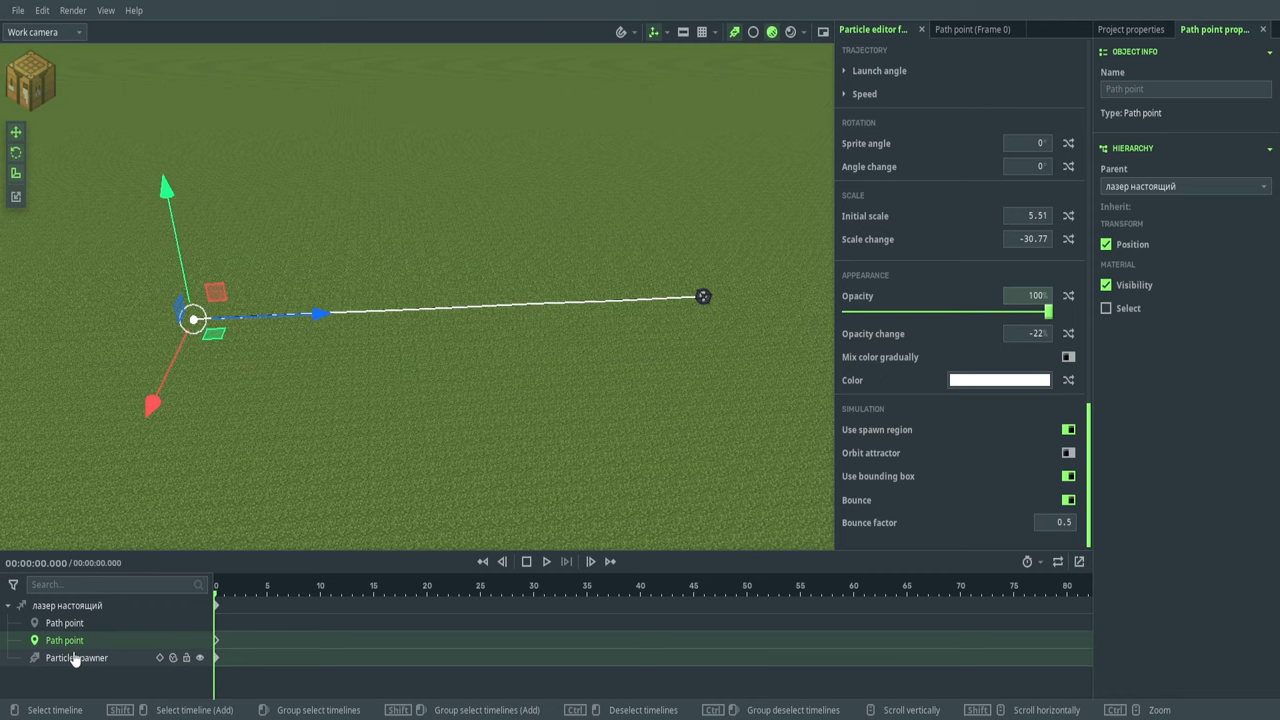 File Edit Render View Help
Work camera
Particle editor f...
Path point (Frame 0)
Project properties
Path point prop...
TRAJECTORY
Launch angle
Speed
ROTATION
Sprite angle 0°
Angle change 0°
SCALE
Initial scale 5.51
Scale change -30.77
APPEARANCE
Opacity 100%
Opacity change -22%
Mix color gradually
Color
SIMULATION
Use spawn region
Orbit attractor
Use bounding box
Bounce
Bounce factor 0.5
OBJECT INFO
Name
Path point
Type: Path point
HIERARCHY
Parent
лазер настоящий
Inherit:
TRANSFORM
Position
MATERIAL
Visibility
Select
00:00:00.000 / 00:00:00.000
Search...
0 5 10 15 20 25 30 35 40 45 50 55 60 65 70 75 80
лазер настоящий
Path point
Path point
Particle spawner
Select timeline Shift Select timeline (Add) Group select timelines Shift Group select timelines (Add) Ctrl Deselect timelines Ctrl Group deselect timelines Scroll vertically Shift Scroll horizontally Ctrl Zoom